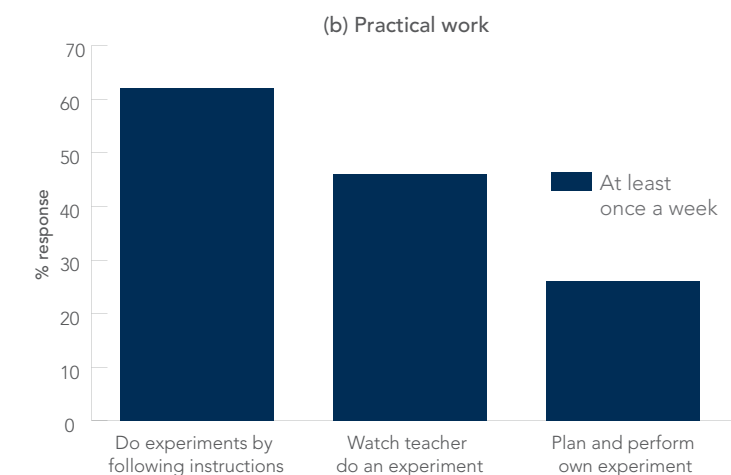 (b) Practical work
70
60
50
40
30
20
10
0
% response
At least
once a week
Do experiments by
following instructions
Watch teacher
do an experiment
Plan and perform
own experiment